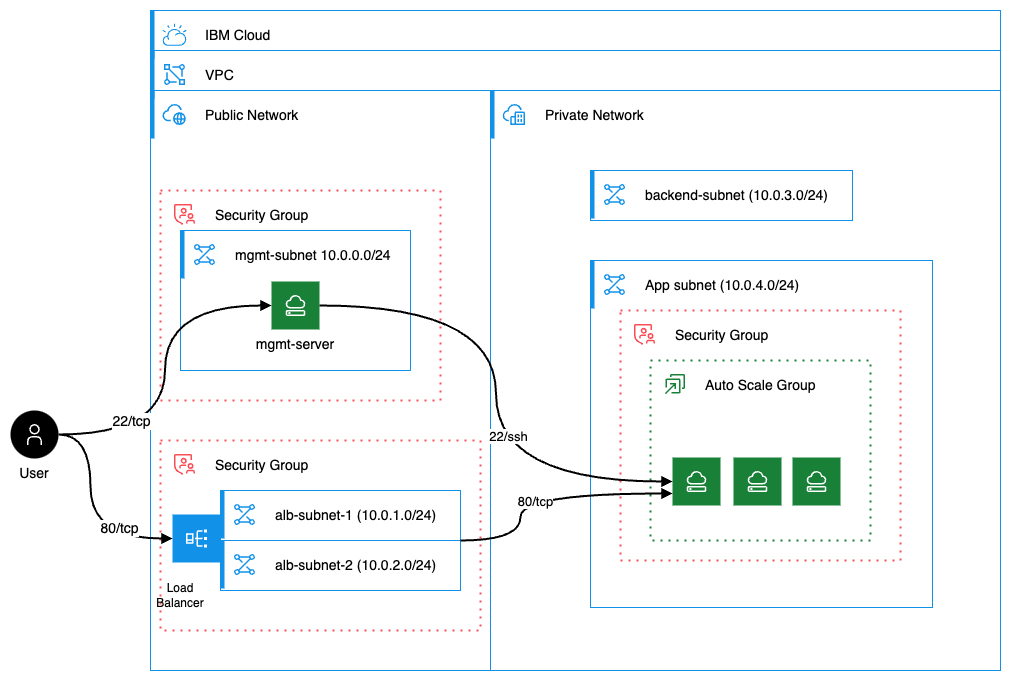 IBM Cloud
VPC
Public Network
Private Network
Security Group
mgmt-subnet 10.0.0.0/24
mgmt-server
backend-subnet (10.0.3.0/24)
App subnet (10.0.4.0/24)
Security Group
Auto Scale Group
22/tcp
22/ssh
User
Security Group
80/tcp
80/tcp
alb-subnet-1 (10.0.1.0/24)
alb-subnet-2 (10.0.2.0/24)
Load
Balancer